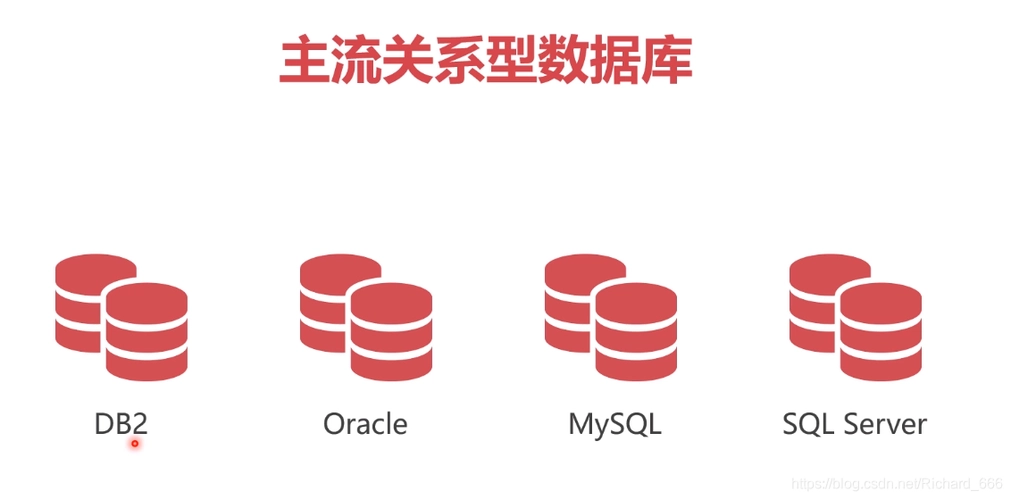 主流关系型数据库
DB2
Oracle
MySQL
SQL Server
https://blog.csdn.net/Richard_666